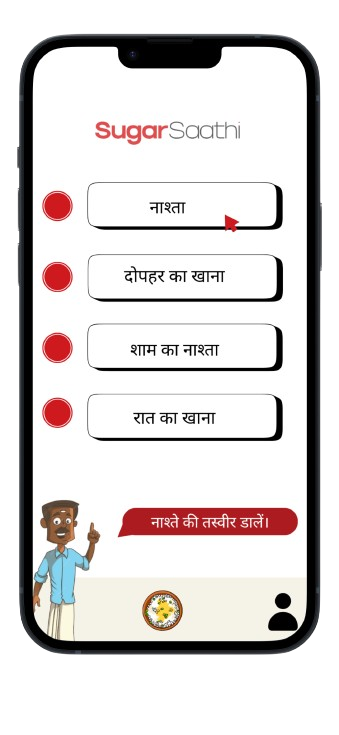 SugarSaathi
नाश्ता
दोपहर का खाना
शाम का नाश्ता
रात का खाना
नाश्ते की तस्वीर डालें।